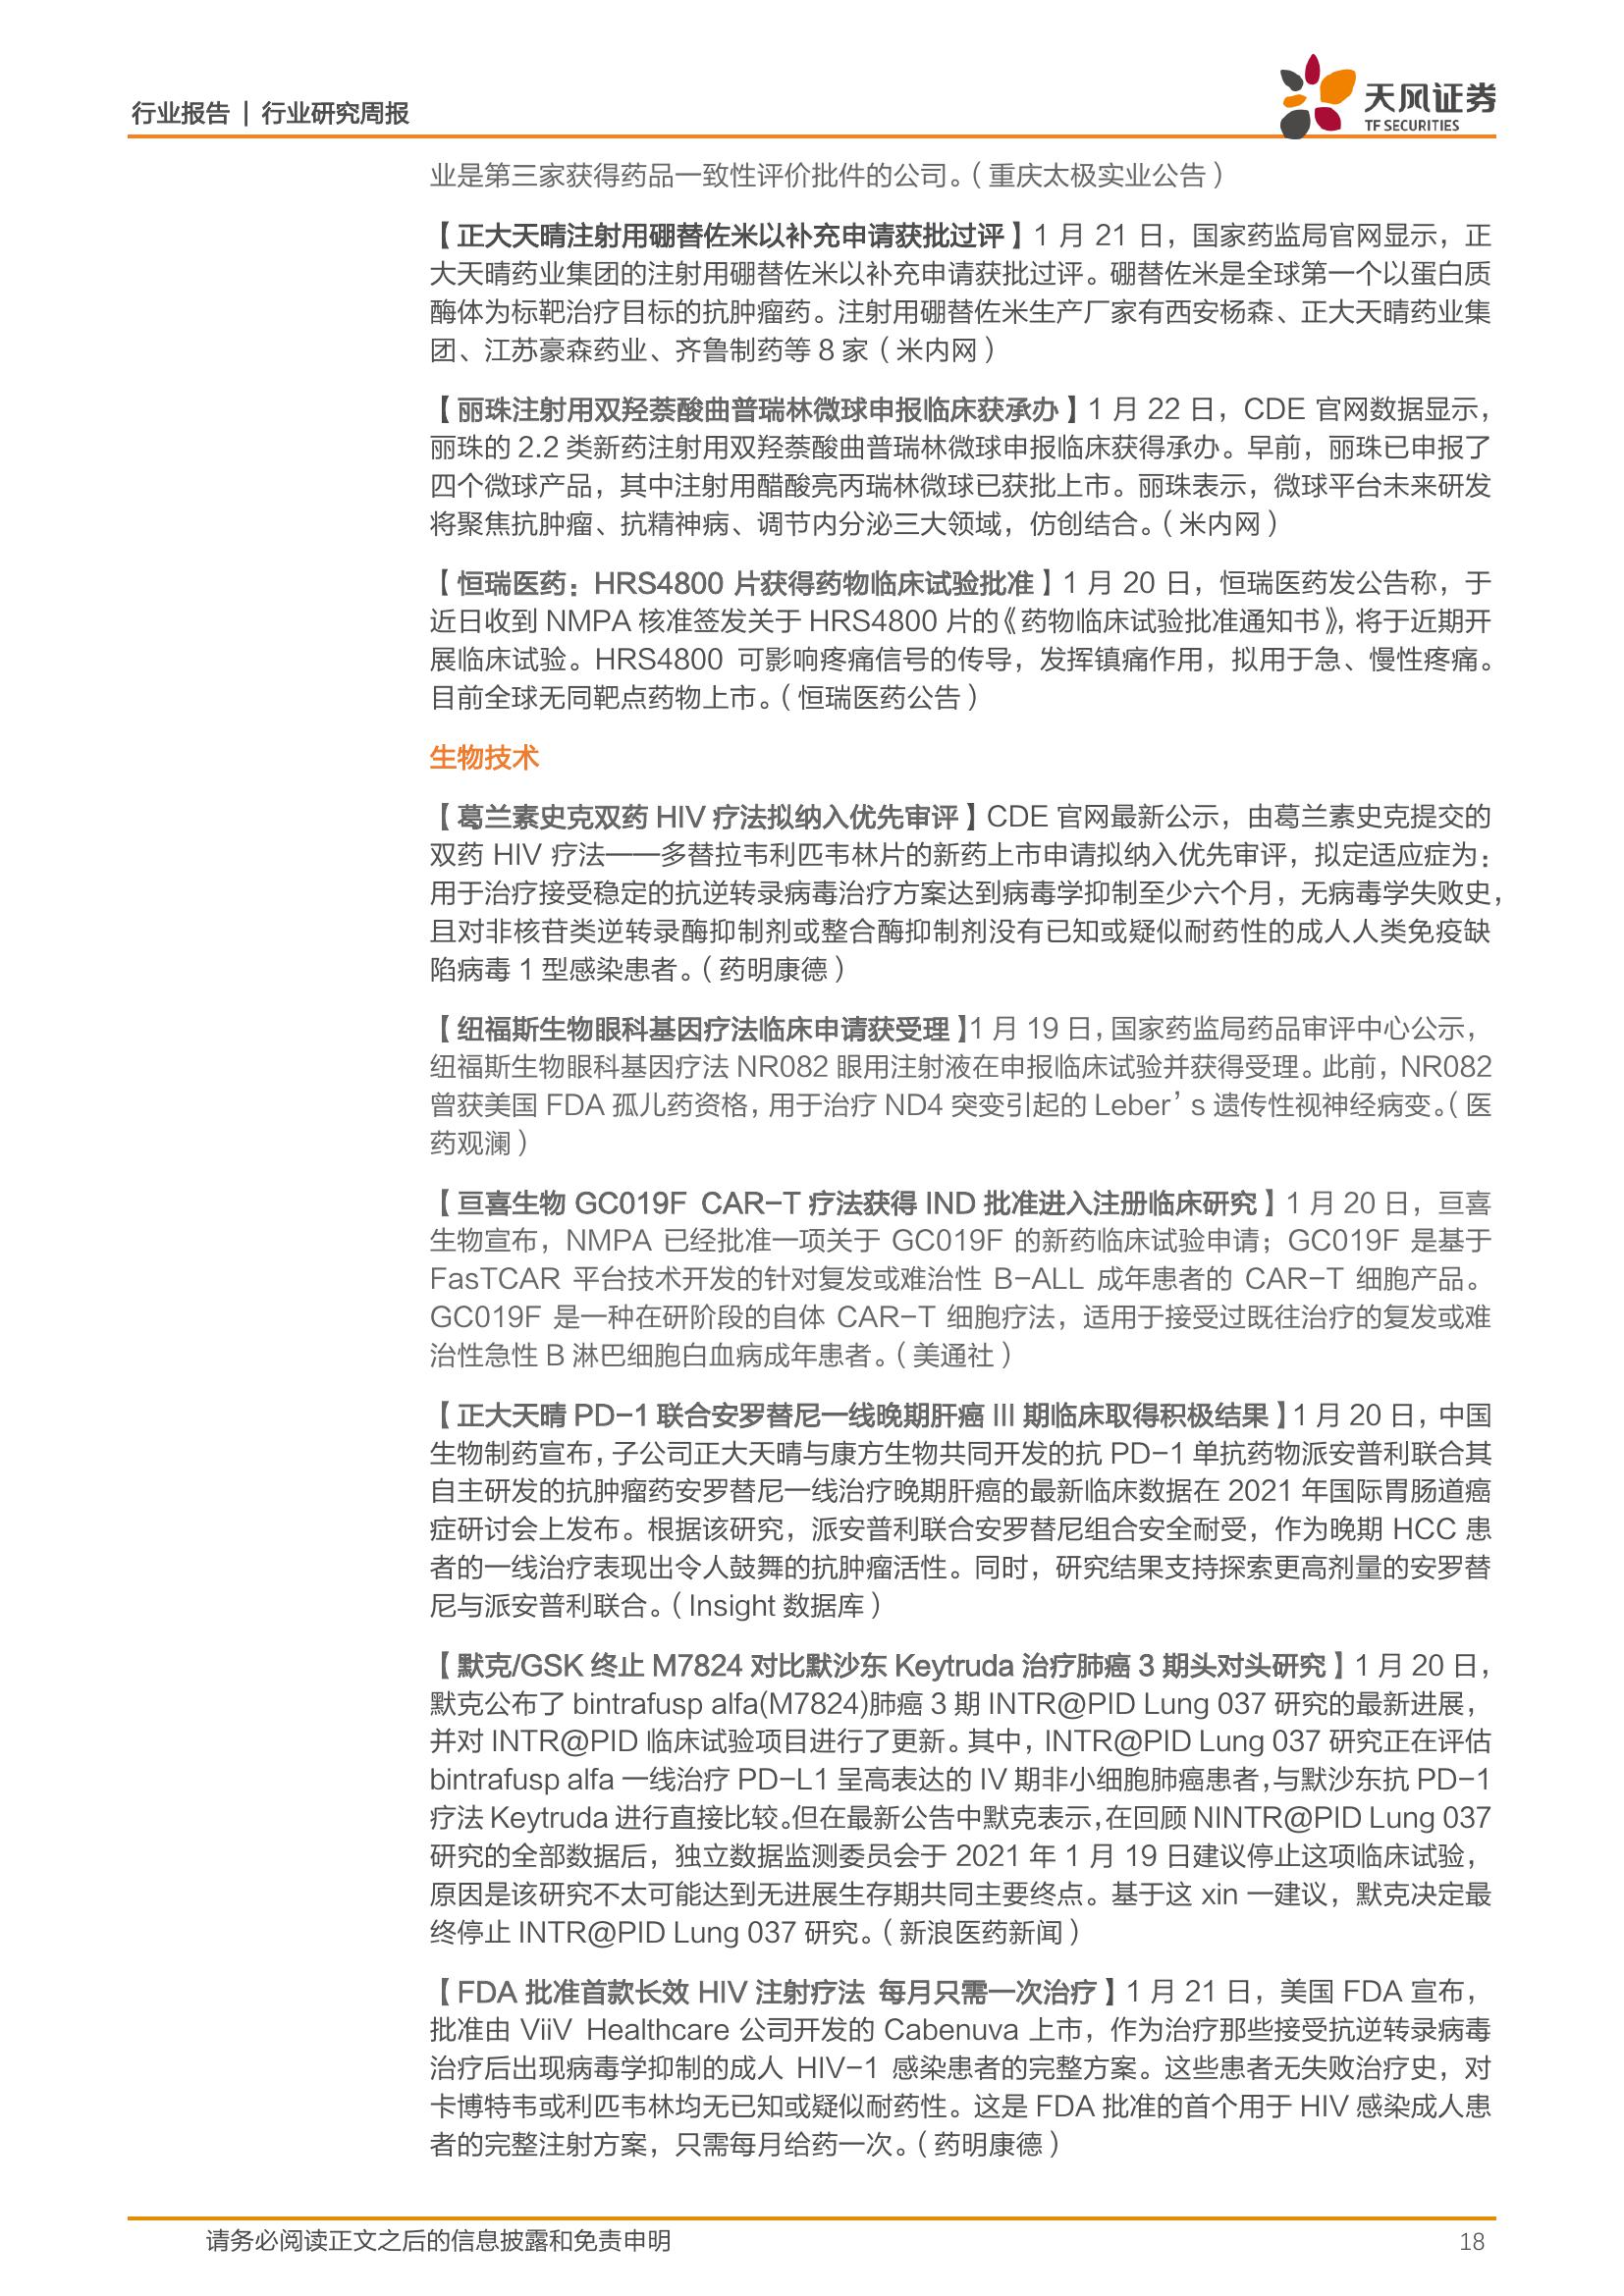 行业报告 | 行业研究周报
天风证券
TF SECURITIES
业是第三家获得药品一致性评价批件的公司。（重庆太极实业公告）
【正大天晴注射用硼替佐米以补充申请获批过评】1 月 21 日，国家药监局官网显示，正
大天晴药业集团的注射用硼替佐米以补充申请获批过评。硼替佐米是全球第一个以蛋白质
酶体为标靶治疗目标的抗肿瘤药。注射用硼替佐米生产厂家有西安杨森、正大天晴药业集
团、江苏豪森药业、齐鲁制药等 8 家（米内网）
【丽珠注射用双羟萘酸曲普瑞林微球申报临床获承办】1 月 22 日，CDE 官网数据显示，
丽珠的 2.2 类新药注射用双羟萘酸曲普瑞林微球申报临床获得承办。早前，丽珠已申报了
四个微球产品，其中注射用醋酸亮丙瑞林微球已获批上市。丽珠表示，微球平台未来研发
将聚焦抗肿瘤、抗精神病、调节内分泌三大领域，仿创结合。（米内网）
【恒瑞医药：HRS4800 片获得药物临床试验批准】1 月 20 日，恒瑞医药发公告称，于
近日收到 NMPA 核准签发关于 HRS4800 片的《药物临床试验批准通知书》，将于近期开
展临床试验。HRS4800 可影响疼痛信号的传导，发挥镇痛作用，拟用于急、慢性疼痛。
目前全球无同靶点药物上市。（恒瑞医药公告）
生物技术
【葛兰素史克双药 HIV 疗法拟纳入优先审评】CDE 官网最新公示，由葛兰素史克提交的
双药 HIV 疗法——多替拉韦利匹韦林片的新药上市申请拟纳入优先审评，拟定适应症为：
用于治疗接受稳定的抗逆转录病毒治疗方案达到病毒学抑制至少六个月，无病毒学失败史，
且对非核苷类逆转录酶抑制剂或整合酶抑制剂没有已知或疑似耐药性的成人人类免疫缺
陷病毒 1 型感染患者。（药明康德）
【纽福斯生物眼科基因疗法临床申请获受理】1 月 19 日，国家药监局药品审评中心公示，
纽福斯生物眼科基因疗法 NR082 眼用注射液在申报临床试验并获得受理。此前，NR082
曾获美国 FDA 孤儿药资格，用于治疗 ND4 突变引起的 Leber’s 遗传性视神经病变。（医
药观澜）
【亘喜生物 GC019F CAR-T 疗法获得 IND 批准进入注册临床研究】1 月 20 日，亘喜
生物宣布，NMPA 已经批准一项关于 GC019F 的新药临床试验申请；GC019F 是基于
FasTCAR 平台技术开发的针对复发或难治性 B-ALL 成年患者的 CAR-T 细胞产品。
GC019F 是一种在研阶段的自体 CAR-T 细胞疗法，适用于接受过既往治疗的复发或难
治性急性 B 淋巴细胞白血病成年患者。（美通社）
【正大天晴 PD-1 联合安罗替尼一线晚期肝癌 III 期临床取得积极结果】1 月 20 日，中国
生物制药宣布，子公司正大天晴与康方生物共同开发的抗 PD-1 单抗药物派安普利联合其
自主研发的抗肿瘤药安罗替尼一线治疗晚期肝癌的最新临床数据在 2021 年国际胃肠道癌
症研讨会上发布。根据该研究，派安普利联合安罗替尼组合安全耐受，作为晚期 HCC 患
者的一线治疗表现出令人鼓舞的抗肿瘤活性。同时，研究结果支持探索更高剂量的安罗替
尼与派安普利联合。（Insight 数据库）
【默克/GSK 终止 M7824 对比默沙东 Keytruda 治疗肺癌 3 期头对头研究】1 月 20 日，
默克公布了 bintrafusp alfa(M7824)肺癌 3 期 INTR@PID Lung 037 研究的最新进展，
并对 INTR@PID 临床试验项目进行了更新。其中，INTR@PID Lung 037 研究正在评估
bintrafusp alfa 一线治疗 PD-L1 呈高表达的 IV 期非小细胞肺癌患者，与默沙东抗 PD-1
疗法 Keytruda 进行直接比较。但在最新公告中默克表示，在回顾 NINTR@PID Lung 037
研究的全部数据后，独立数据监测委员会于 2021 年 1 月 19 日建议停止这项临床试验，
原因是该研究不太可能达到无进展生存期共同主要终点。基于这 xin 一建议，默克决定最
终停止 INTR@PID Lung 037 研究。（新浪医药新闻）
【FDA 批准首款长效 HIV 注射疗法 每月只需一次治疗】1 月 21 日，美国 FDA 宣布，
批准由 ViiV Healthcare 公司开发的 Cabenuva 上市，作为治疗那些接受抗逆转录病毒
治疗后出现病毒学抑制的成人 HIV-1 感染患者的完整方案。这些患者无失败治疗史，对
卡博特韦或利匹韦林均无已知或疑似耐药性。这是 FDA 批准的首个用于 HIV 感染成人患
者的完整注射方案，只需每月给药一次。（药明康德）
请务必阅读正文之后的信息披露和免责申明
18